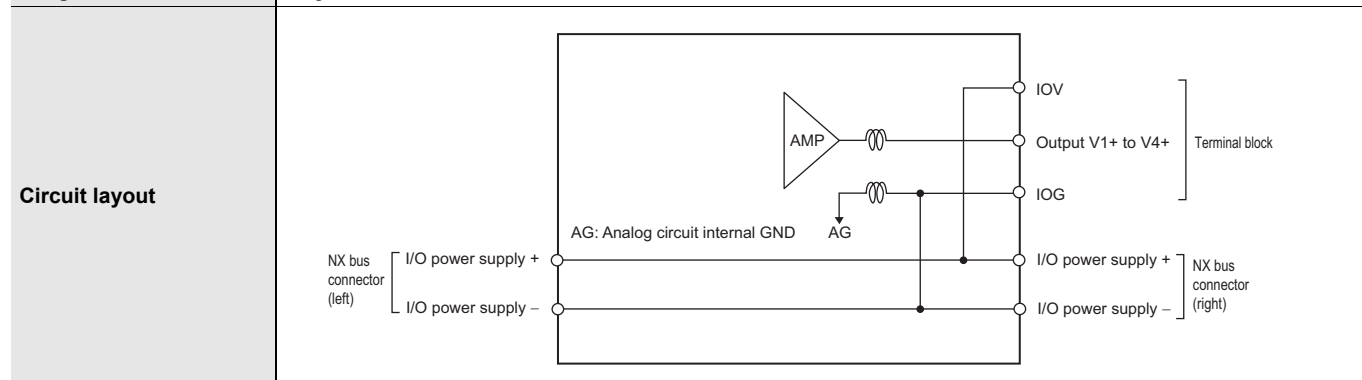 Circuit layout
IOV
AMP
Output V1+ to V4+
Terminal block
IOG
AG: Analog circuit internal GND
AG
NX bus
connector
(left)
I/O power supply +
I/O power supply –
I/O power supply +
I/O power supply –
NX bus
connector
(right)